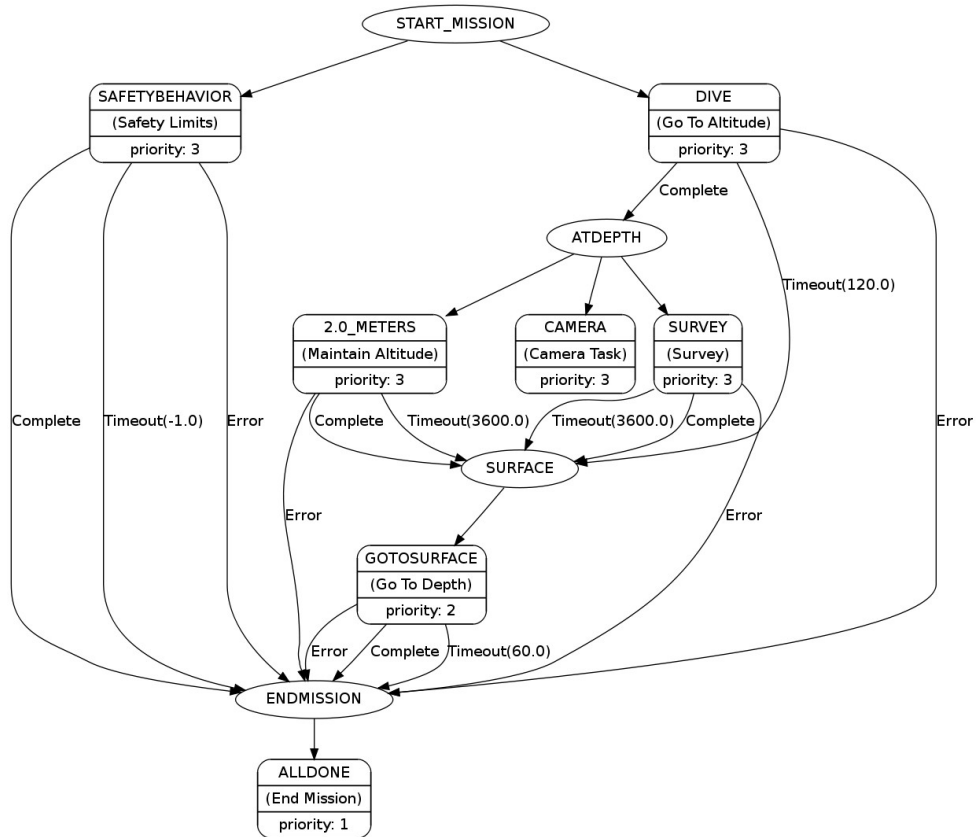 START_MISSION
SAFETYBEHAVIOR
(Safety Limits)
priority: 3
DIVE
(Go To Altitude)
priority: 3
Complete
ATDEPTH
Timeout(120.0)
2.0_METERS
(Maintain Altitude)
priority: 3
CAMERA
(Camera Task)
priority: 3
SURVEY
(Survey)
priority: 3
Complete
Timeout(-1.0)
Error
Complete
Timeout(3600.0)
Timeout(3600.0)
Complete
Error
SURFACE
Error
Error
GOTOSURFACE
(Go To Depth)
priority: 2
Error
Complete
Timeout(60.0)
ENDMISSION
ALLDONE
(End Mission)
priority: 1